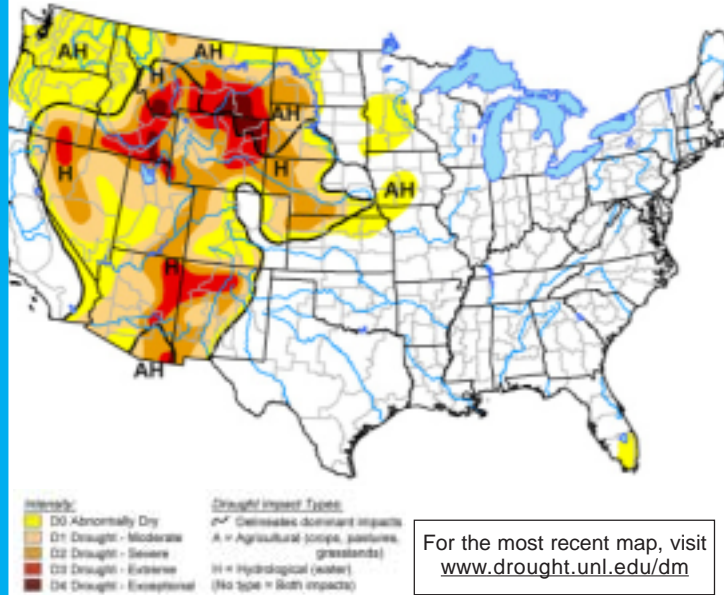 AH
AH
H
AH
H
H
AH
H
AH
Intensity:
D0 Abnormally Dry
D1 Drought - Moderate
D2 Drought - Severe
D3 Drought - Extreme
D4 Drought - Exceptional
Drought Impact Types:
Delineates dominant impacts
A = Agricultural (crops, pastures,
grasslands)
H = Hydrological (water)
(No type = Both impacts)
For the most recent map, visit
www.drought.unl.edu/dm